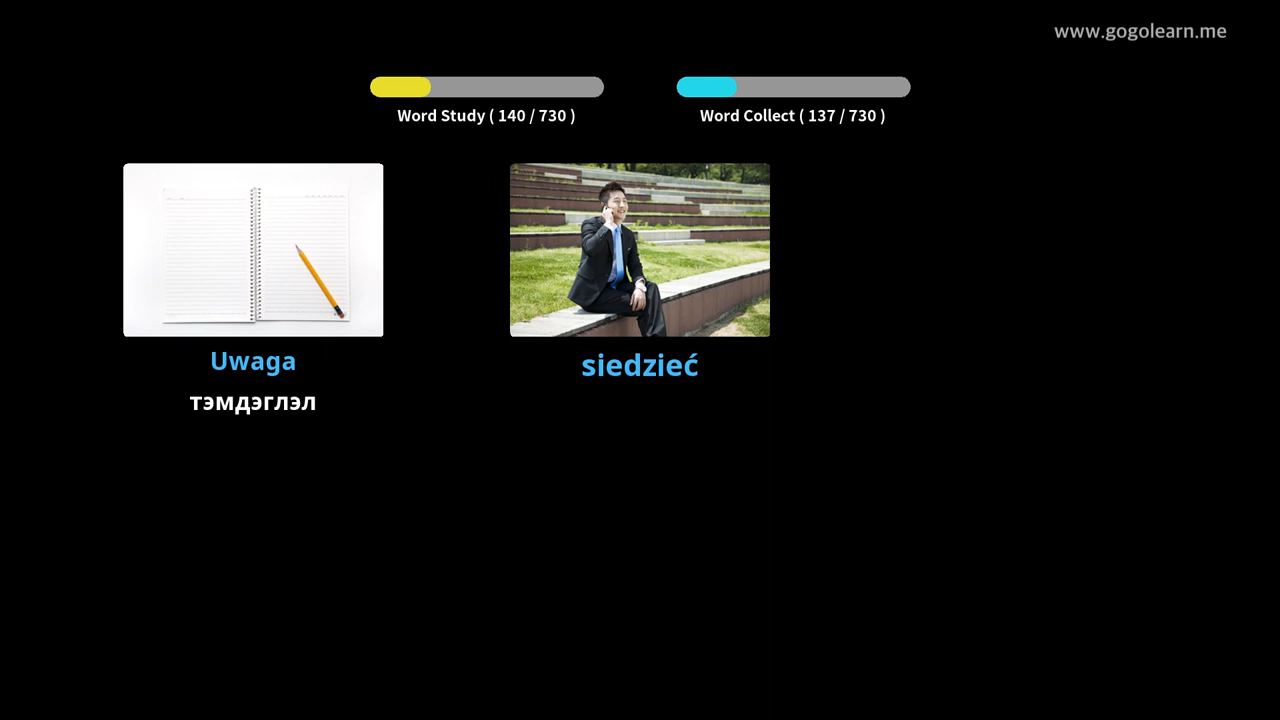 www.gogolearn.me
Word Study ( 140 / 730 )
Word Collect ( 137 / 730 )
Uwaga
тэмдэглэл
siedzieć